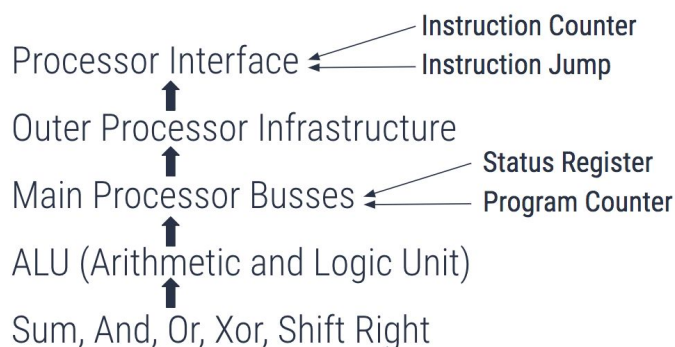 Instruction Counter
Processor Interface
Instruction Jump
Outer Processor Infrastructure
Status Register
Main Processor Busses
Program Counter
ALU (Arithmetic and Logic Unit)
Sum, And, Or, Xor, Shift Right